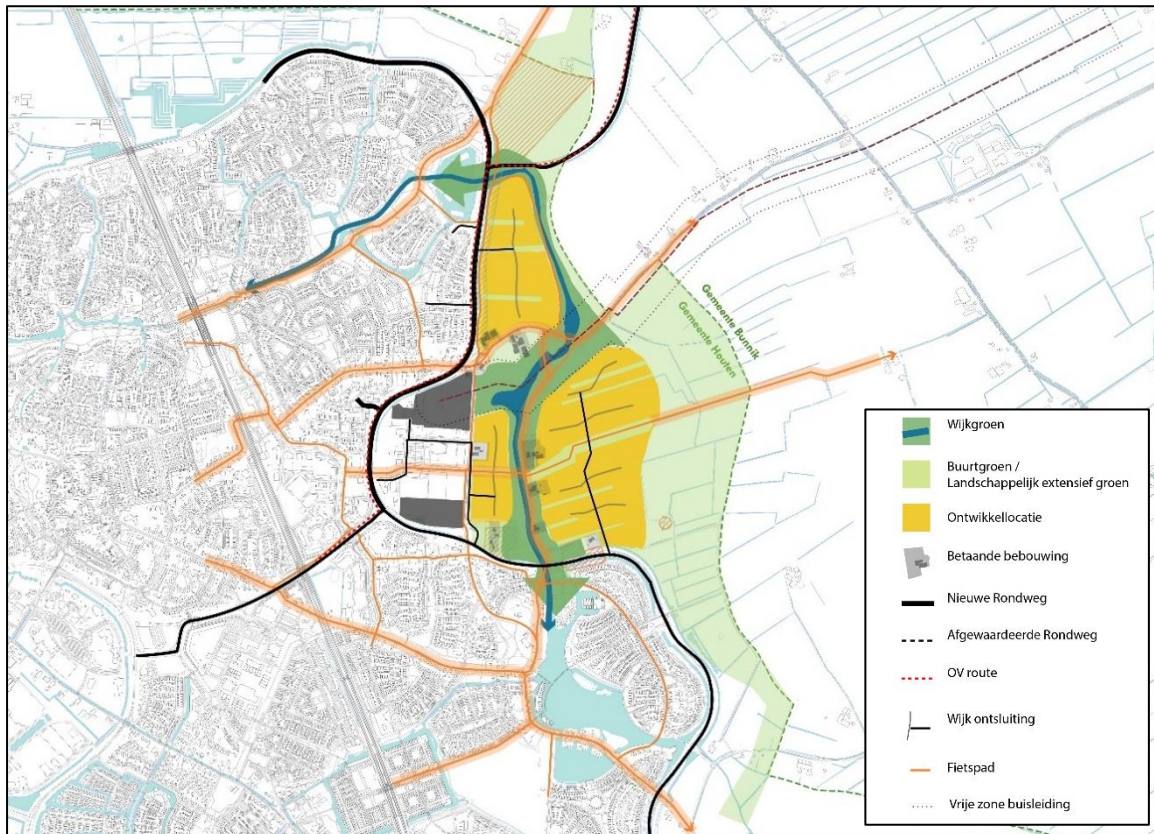 Gemeente Bunnik
Gemeente Houten
Wijkgroen
Buurtgroen /
Landschappelijk extensief groen
Ontwikkellocatie
Betaande bebouwing
Nieuwe Rondweg
Afgewaardeerde Rondweg
OV route
Wijk ontsluiting
Fietspad
Vrije zone buisleiding